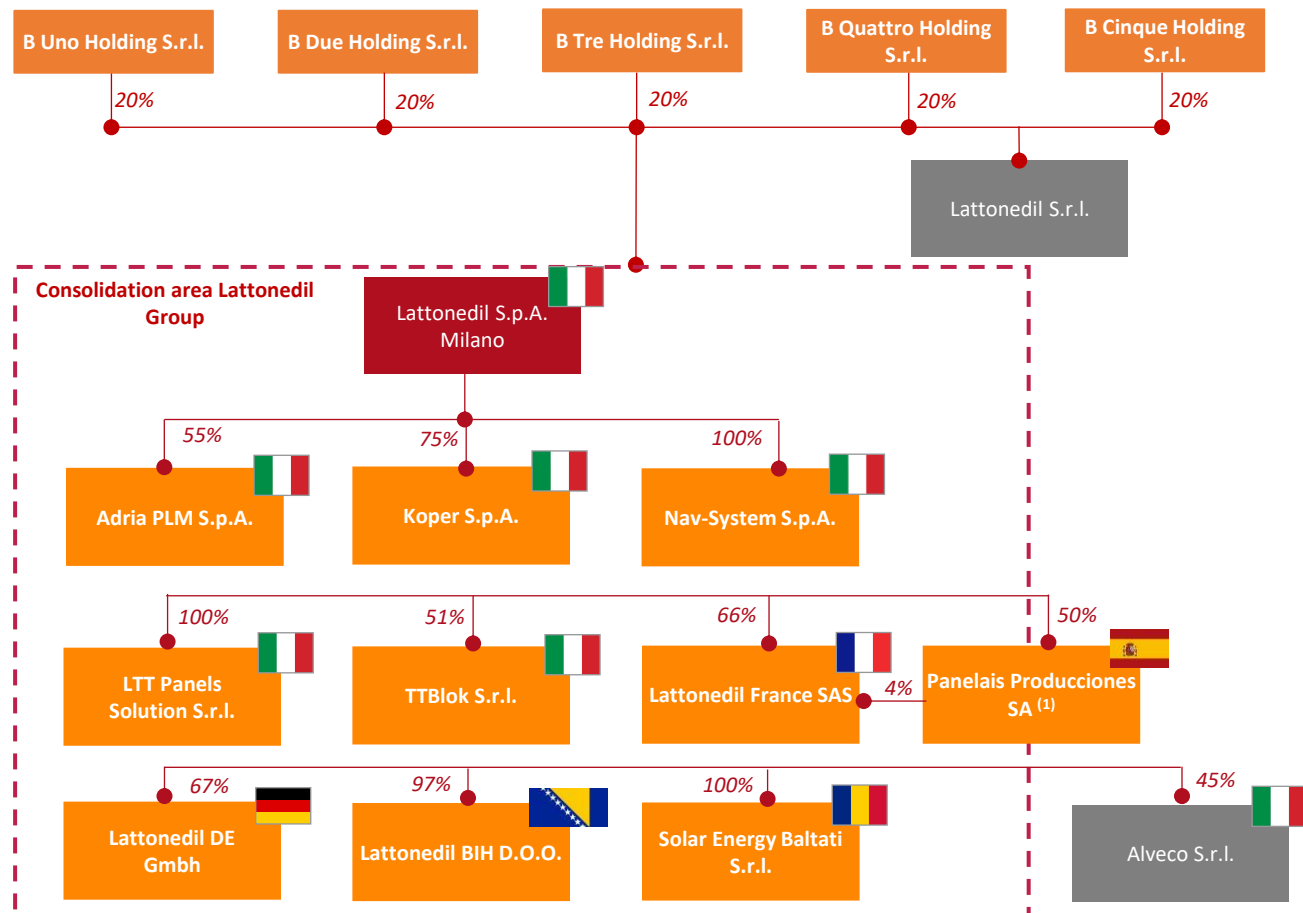 B Uno Holding S.r.l.
B Due Holding S.r.l.
B Tre Holding S.r.l.
B Quattro Holding
S.r.l.
B Cinque Holding
S.r.l.
20%
20%
20%
20%
20%
Lattonedil S.r.l.
Consolidation area Lattonedil
Group
Lattonedil S.p.A.
Milano
55%
75%
100%
Adria PLM S.p.A.
Koper S.p.A.
Nav-System S.p.A.
100%
51%
66%
50%
LTT Panels
Solution S.r.l.
TTBlok S.r.l.
Lattonedil France SAS
4%
Panelais Producciones
SA (1)
67%
97%
100%
45%
Lattonedil DE
Gmbh
Lattonedil BIH D.O.O.
Solar Energy Baltati
S.r.l.
Alveco S.r.l.